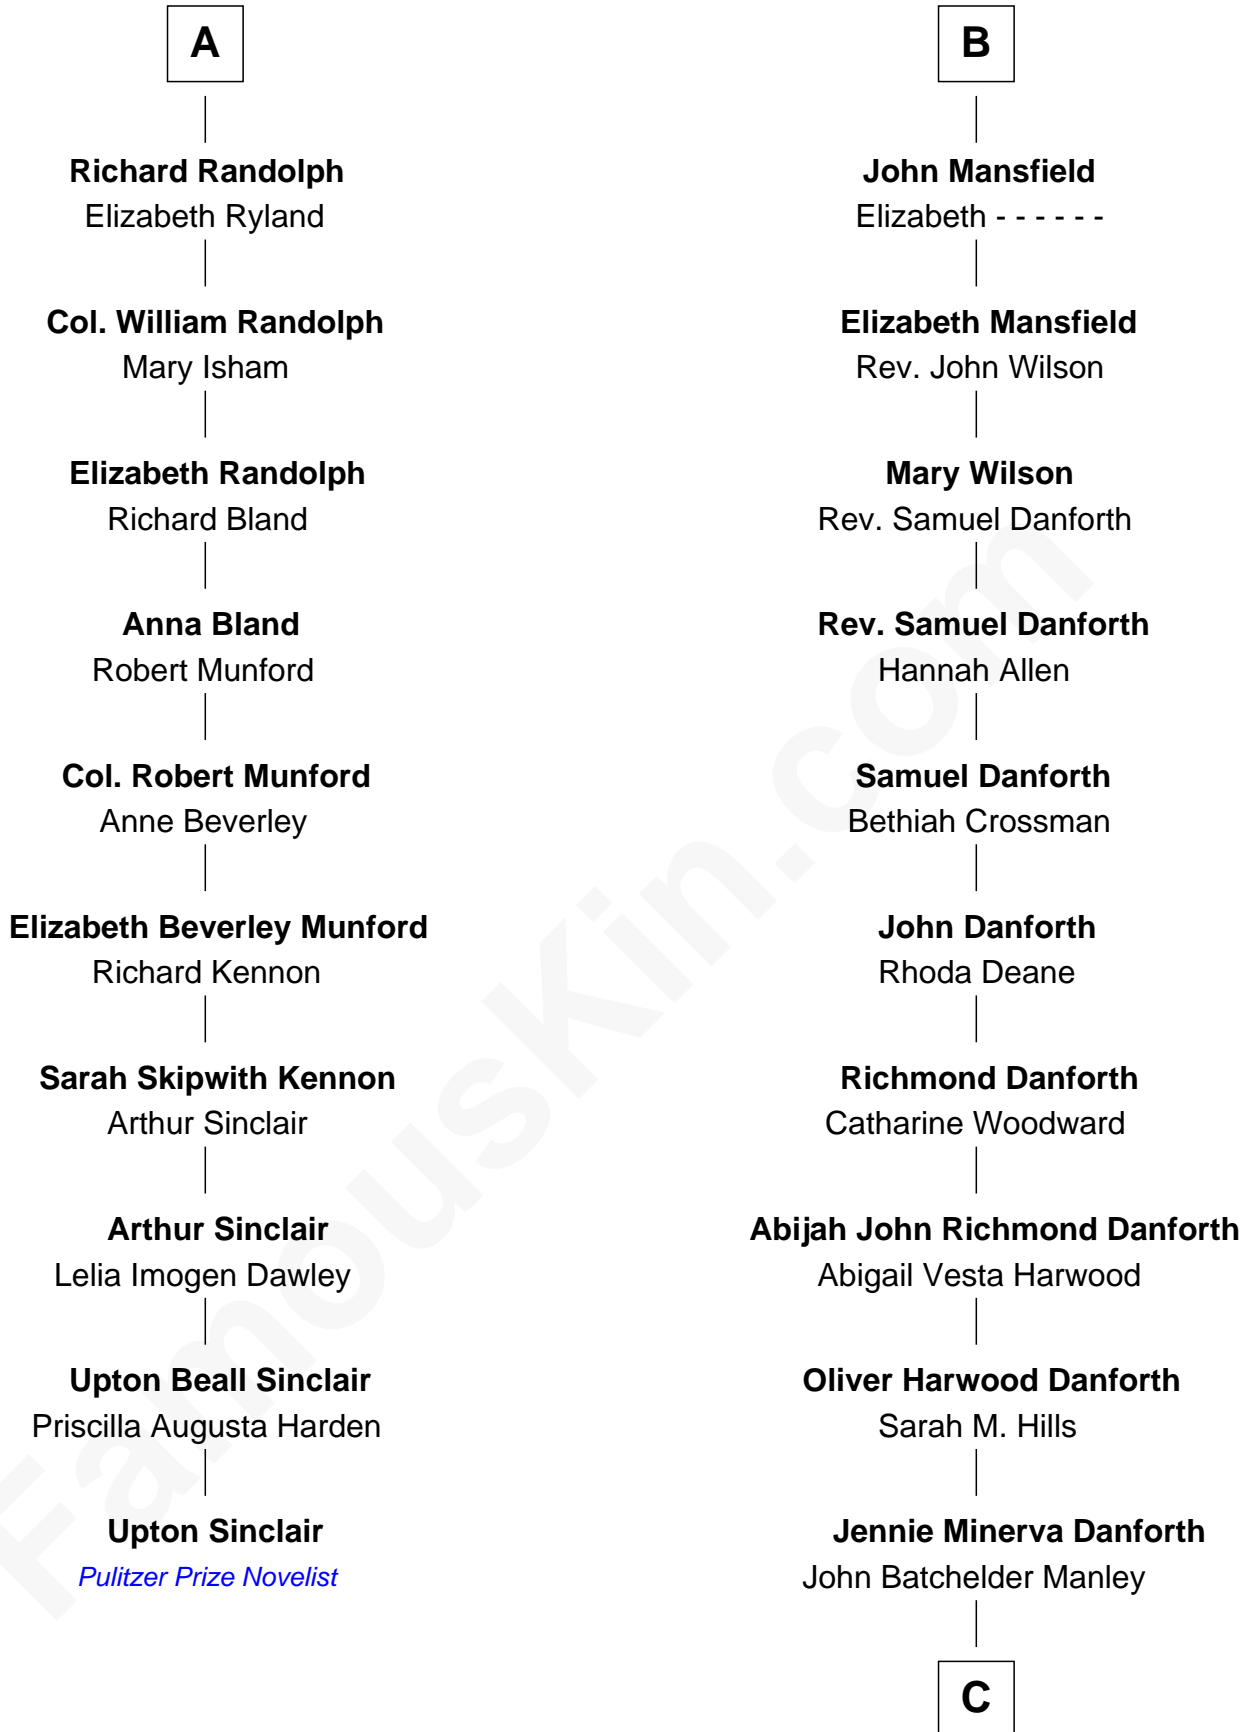 A
Richard Randolph
Elizabeth Ryland
Col. William Randolph
Mary Isham
Elizabeth Randolph
Richard Bland
Anna Bland
Robert Munford
Col. Robert Munford
Anne Beverley
Elizabeth Beverley Munford
Richard Kennon
Sarah Skipwith Kennon
Arthur Sinclair
Arthur Sinclair
Lelia Imogen Dawley
Upton Beall Sinclair
Priscilla Augusta Harden
Upton Sinclair
Pulitzer Prize Novelist
B
John Mansfield
Elizabeth - - - - - -
Elizabeth Mansfield
Rev. John Wilson
Mary Wilson
Rev. Samuel Danforth
Rev. Samuel Danforth
Hannah Allen
Samuel Danforth
Bethiah Crossman
John Danforth
Rhoda Deane
Richmond Danforth
Catharine Woodward
Abijah John Richmond Danforth
Abigail Vesta Harwood
Oliver Harwood Danforth
Sarah M. Hills
Jennie Minerva Danforth
John Batchelder Manley
C
FamousKin.com